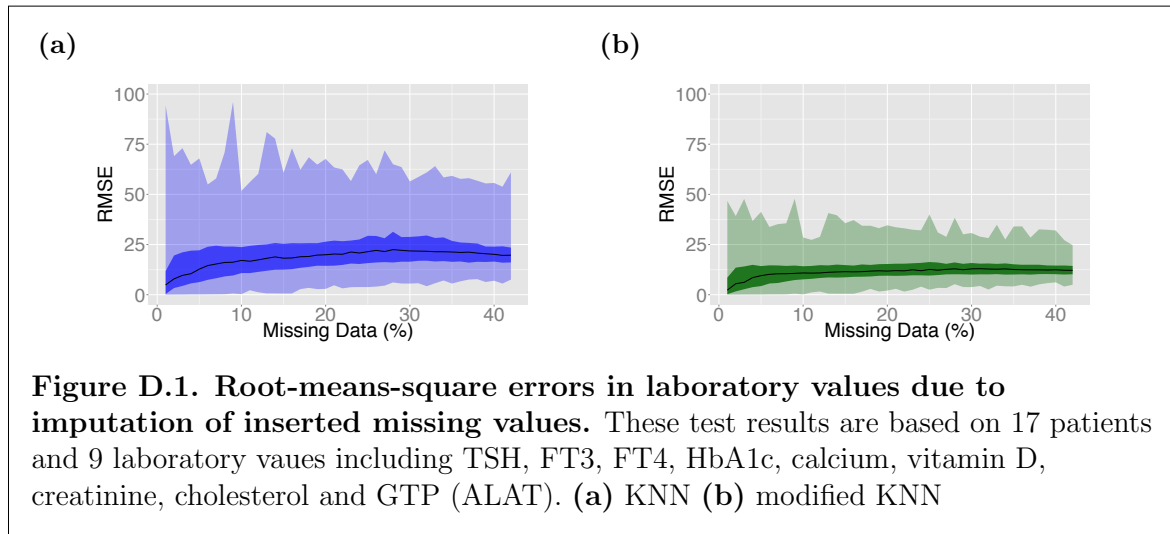 (a)
(b)
100
75
50
25
0
RMSE
0 10 20 30 40
Missing Data (%)
100
75
50
25
0
RMSE
0 10 20 30 40
Missing Data (%)
Figure D.1. Root-means-square errors in laboratory values due to
imputation of inserted missing values. These test results are based on 17 patients
and 9 laboratory vaues including TSH, FT3, FT4, HbA1c, calcium, vitamin D,
creatinine, cholesterol and GTP (ALAT). (a) KNN (b) modified KNN